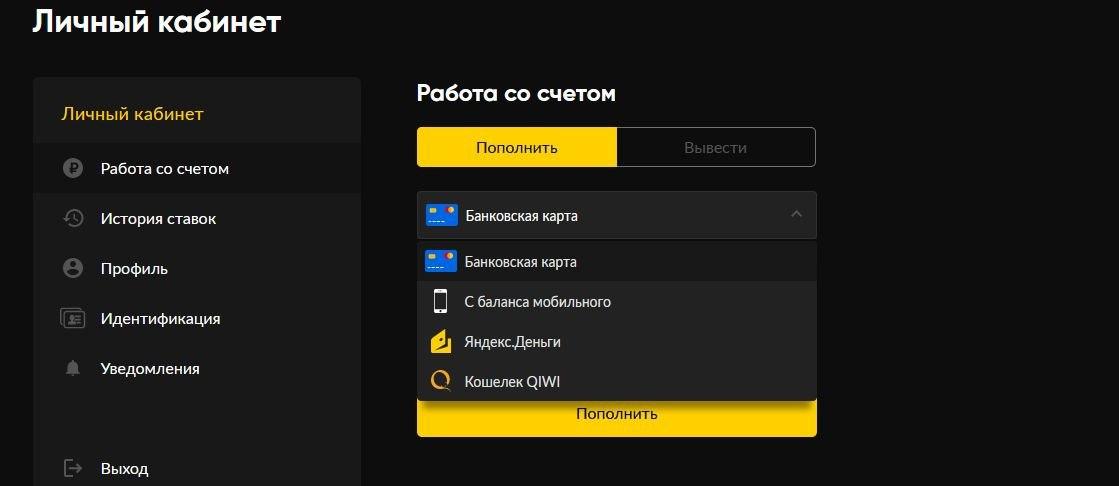 Личный кабинет
Личный кабинет
Работа со счетом
История ставок
Профиль
Идентификация
Уведомления
Выход
Работа со счетом
Пополнить
Вывести
Банковская карта
Банковская карта
С баланса мобильного
Яндекс.Деньги
Кошелек QIWI
Пополнить